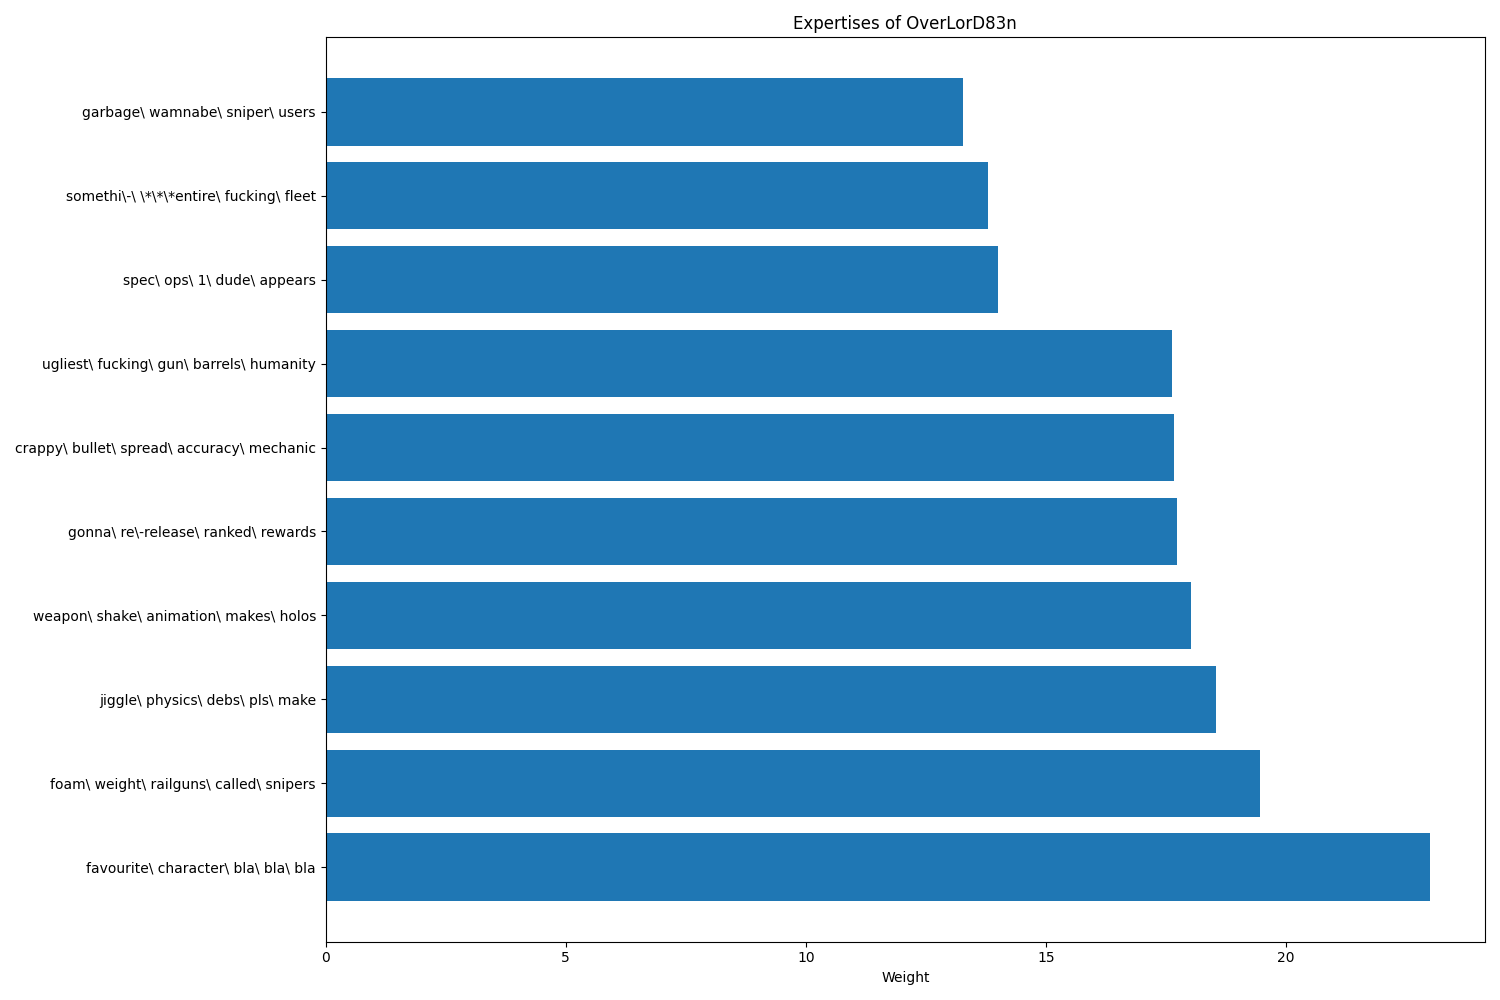 Expertises of OverLorD83n
garbage\ wamnabe\ sniper\ users
somethi\-\ \*\*\*entire\ fucking\ fleet
spec\ ops\ 1\ dude\ appears
ugliest\ fucking\ gun\ barrels\ humanity
crappy\ bullet\ spread\ accuracy\ mechanic
gonna\ re\-release\ ranked\ rewards
weapon\ shake\ animation\ makes\ holos
jiggle\ physics\ debs\ pls\ make
foam\ weight\ railguns\ called\ snipers
favourite\ character\ bla\ bla\ bla
0 5 10 15 20
Weight